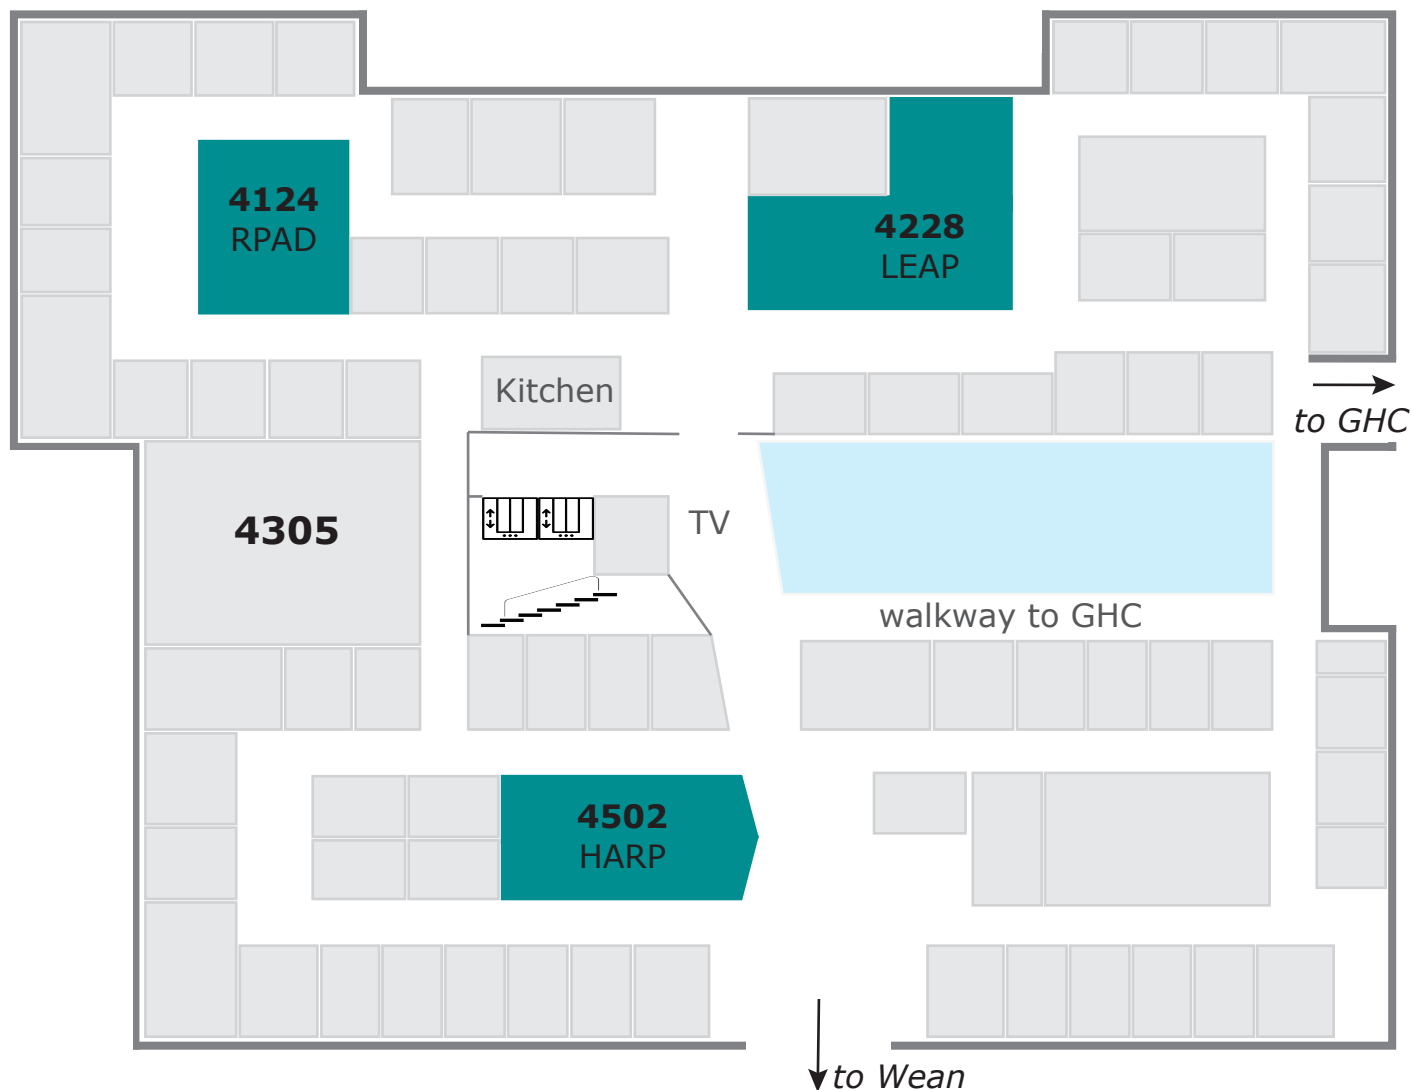 4124
RPAD
4228
LEAP
Kitchen
to GHC
4305
TV
walkway to GHC
4502
HARP
to Wean